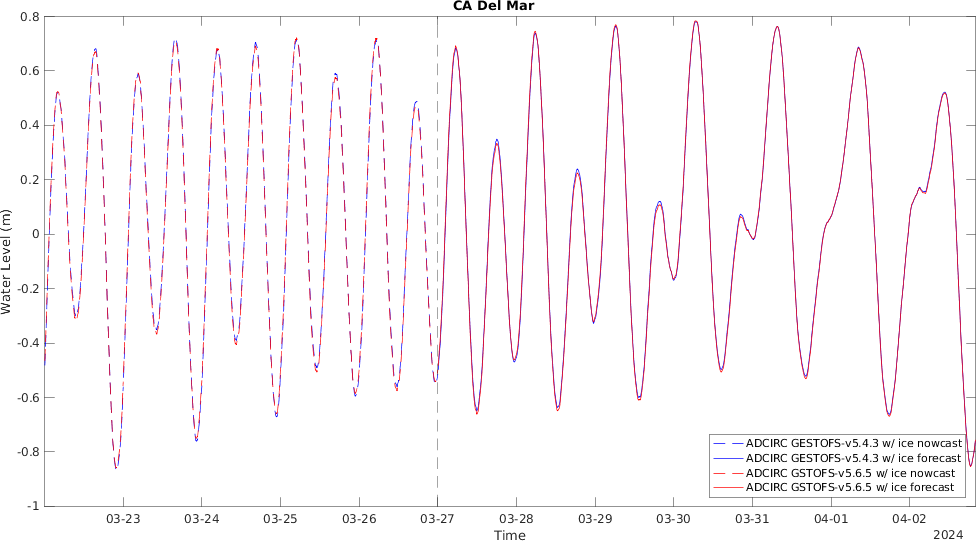 CA Del Mar
0.8
0.6
0.4
0.2
0
-0.2
-0.4
-0.6
-0.8
-1
Water Level (m)
ADCIRC GESTOFS-v5.4.3 w/ ice nowcast
ADCIRC GESTOFS-v5.4.3 w/ ice forecast
ADCIRC GSTOFS-v5.6.5 w/ ice nowcast
ADCIRC GSTOFS-v5.6.5 w/ ice forecast
03-23 03-24 03-25 03-26 03-27 03-28 03-29 03-30 03-31 04-01 04-02
Time
2024